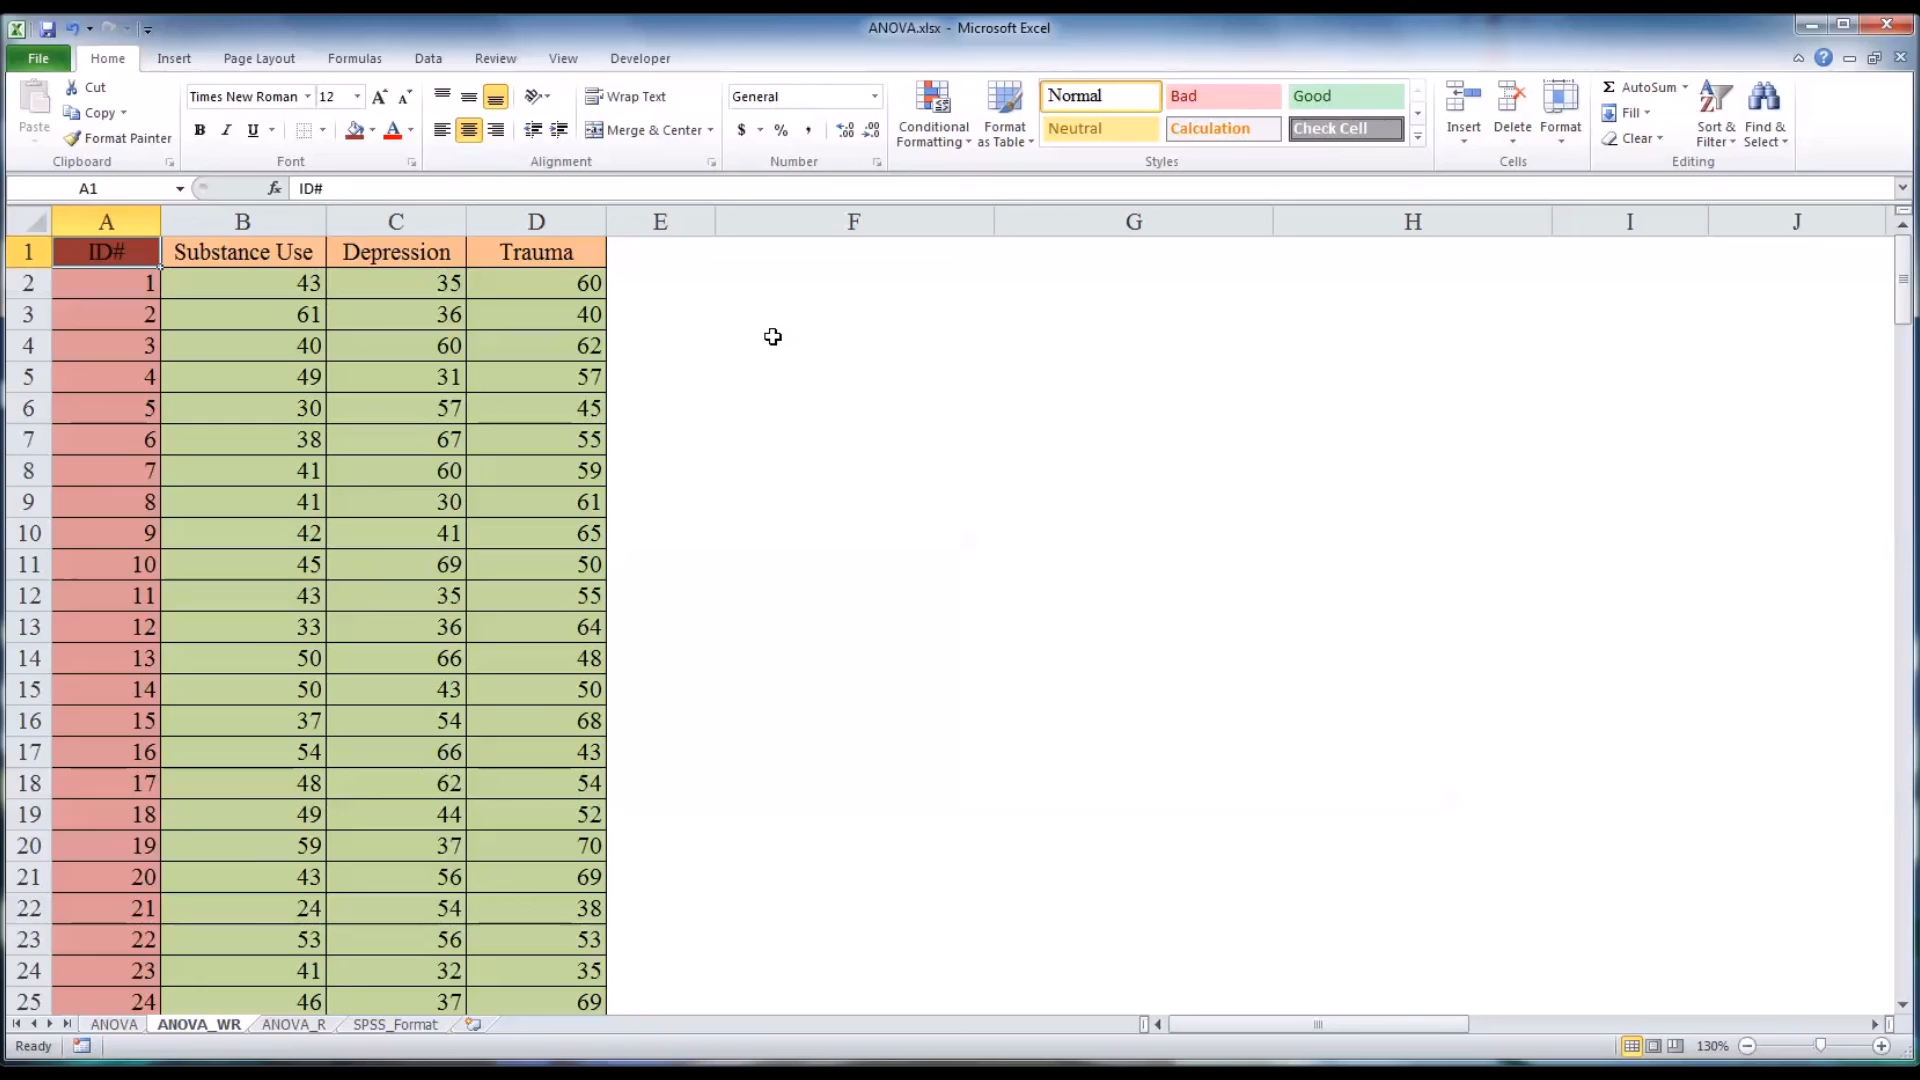 ANOVA.xlsx - Microsoft Excel
File Home Insert Page Layout Formulas Data Review View Developer
Paste
Cut
Copy
Format Painter
Clipboard
Times New Roman 12
B I U
Font
Wrap Text
Merge & Center
Alignment
General
$ % ,
Number
Conditional Formatting
Format as Table
Normal Bad Good
Neutral Calculation Check Cell
Styles
Insert Delete Format
Cells
Σ AutoSum
Fill
Clear
Sort & Filter
Find & Select
Editing
A1 fx ID#
A B C D E F G H I J
1 ID# Substance Use Depression Trauma
2 1 43 35 60
3 2 61 36 40
4 3 40 60 62
5 4 49 31 57
6 5 30 57 45
7 6 38 67 55
8 7 41 60 59
9 8 41 30 61
10 9 42 41 65
11 10 45 69 50
12 11 43 35 55
13 12 33 36 64
14 13 50 66 48
15 14 50 43 50
16 15 37 54 68
17 16 54 66 43
18 17 48 62 54
19 18 49 44 52
20 19 59 37 70
21 20 43 56 69
22 21 24 54 38
23 22 53 56 53
24 23 41 32 35
25 24 46 37 69
ANOVA ANOVA_WR ANOVA_R SPSS_Format
Ready 130%